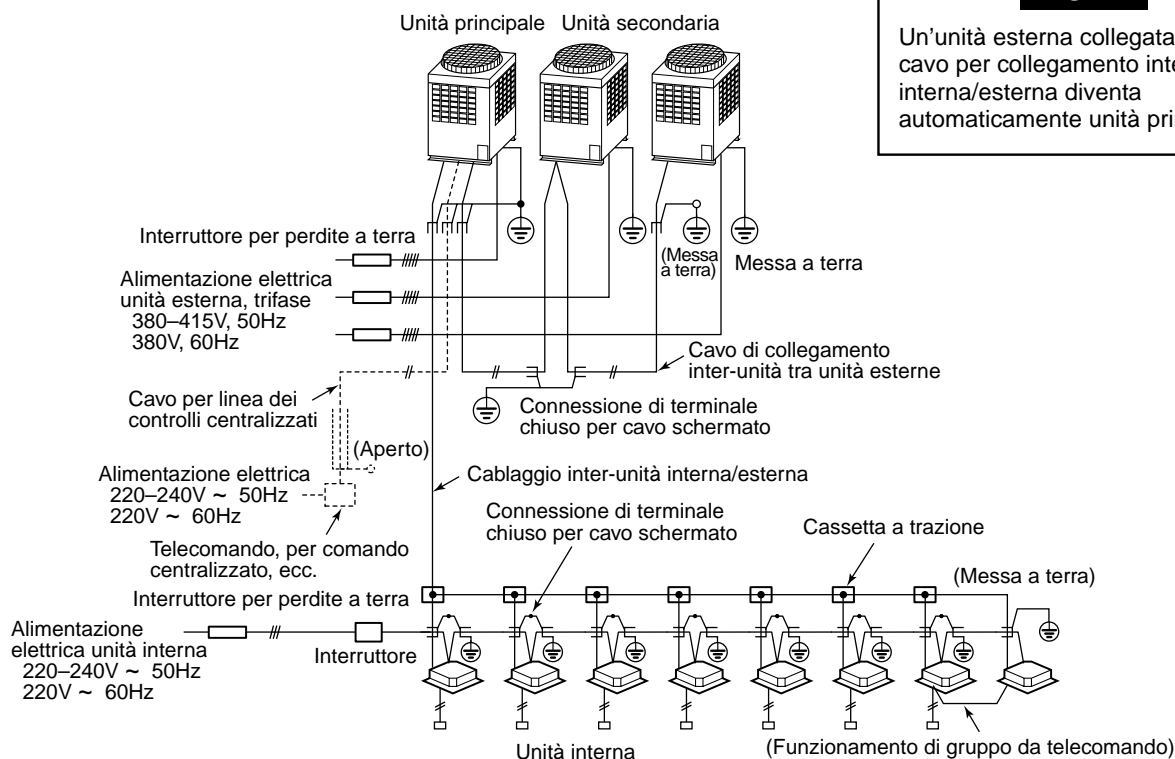 Unità principale
Unità secondaria
Un’unità esterna collegata
cavo per collegamento
interna/esterna diventa
automaticamente unità
Interruttore per perdite a terra
Alimentazione elettrica
unità esterna, trifase
380–415V, 50Hz
380V, 60Hz
(Messa
a terra)
Messa a terra
Cavo di collegamento
inter-unità tra unità esterne
Cavo per linea dei
controlli centralizzati
Connessione di terminale
chiuso per cavo schermato
(Aperto)
Alimentazione elettrica
220–240V ~ 50Hz
220V ~ 60Hz
Cablaggio inter-unità interna/esterna
Connessione di terminale
chiuso per cavo schermato
Cassetta a trazione
Telecomando, per comando
centralizzato, ecc.
(Messa a terra)
Interruttore per perdite a terra
Alimentazione
elettrica unità interna
220–240V ~ 50Hz
220V ~ 60Hz
Interruttore
Unità interna
(Funzionamento di gruppo da telecomando)